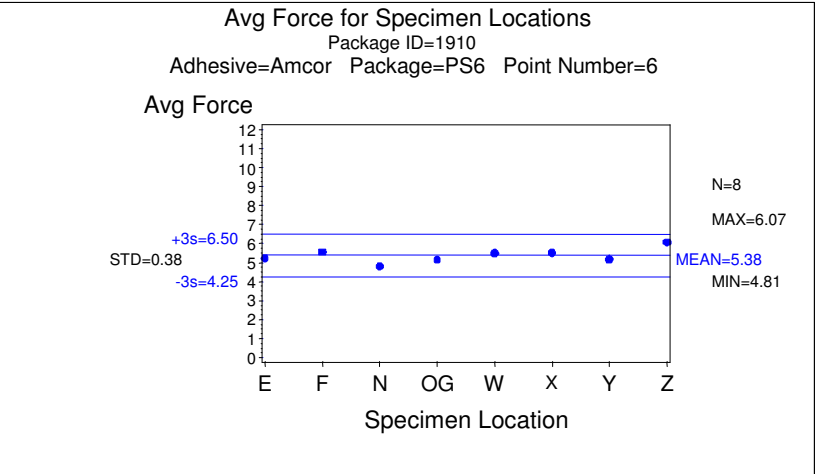 Avg Force for Specimen Locations
Package ID=1910
Adhesive=Amcor Package=PS6 Point Number=6
Avg Force
12
11
10
9
8
7
6
5
4
3
2
1
0
+3s=6.50
STD=0.38
-3s=4.25
N=8
MAX=6.07
MEAN=5.38
MIN=4.81
E F N OG W X Y Z
Specimen Location